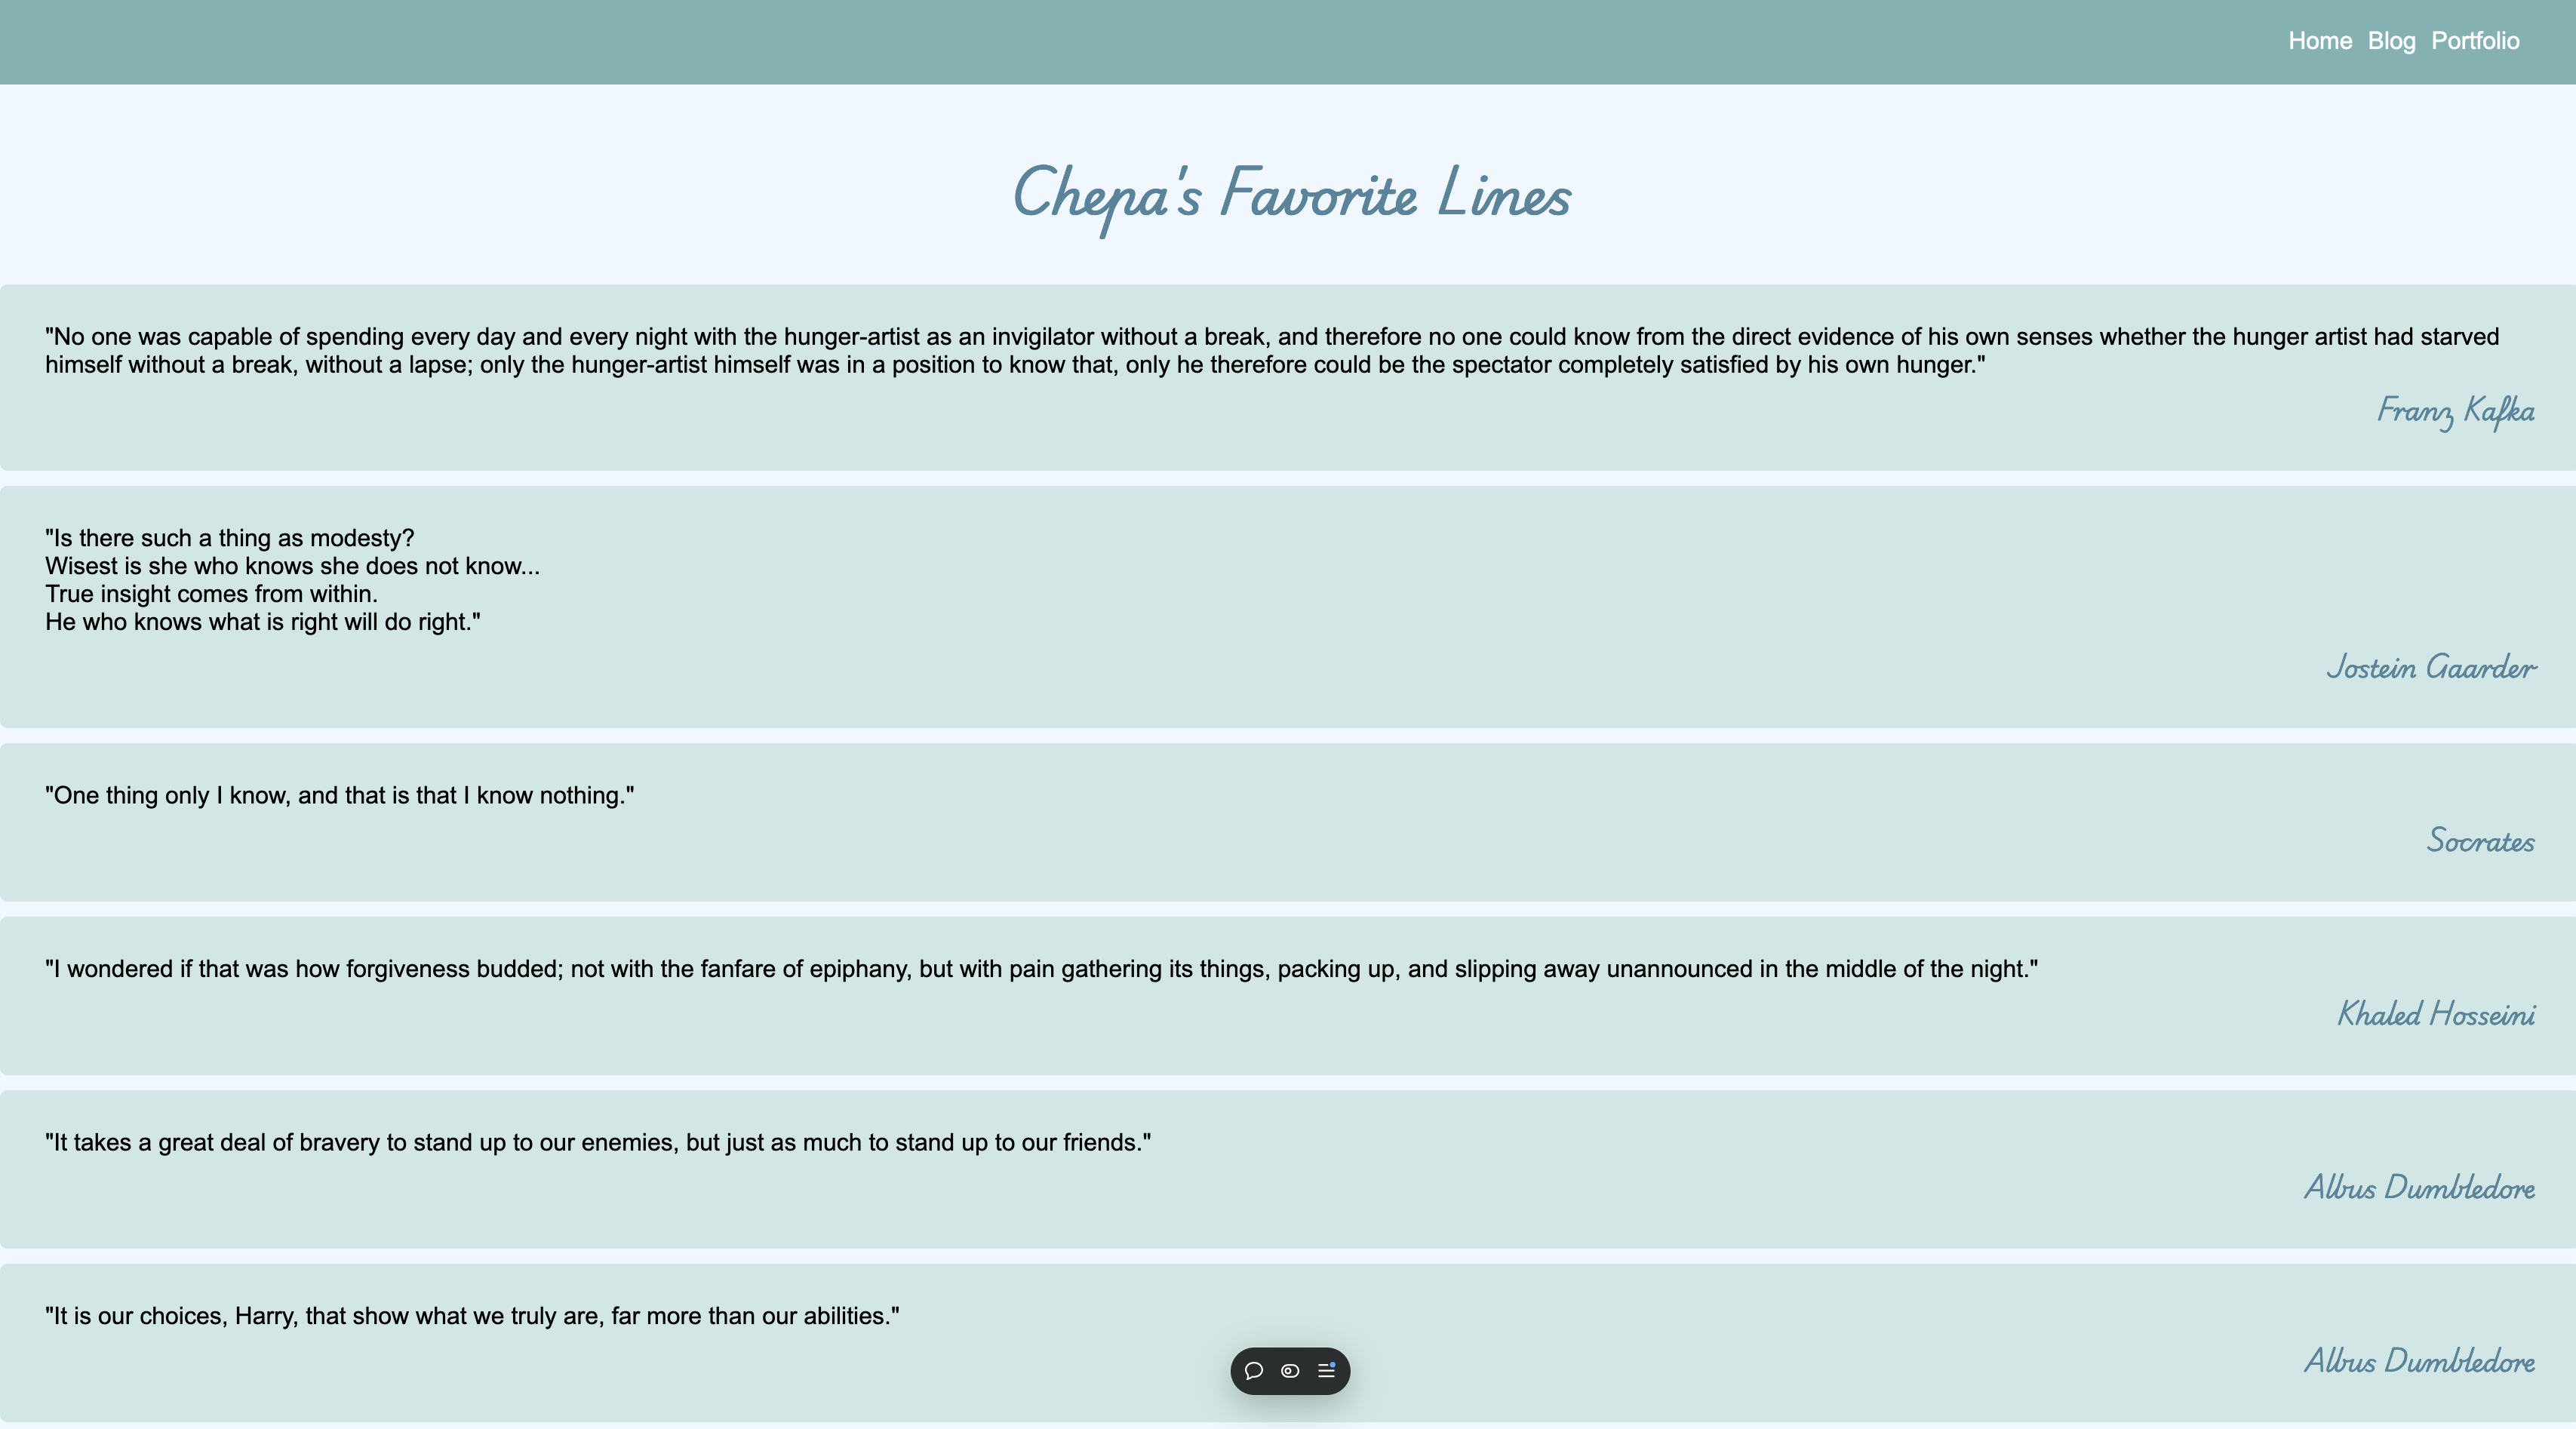 Home Blog Portfolio
Chepa's Favorite Lines
"No one was capable of spending every day and every night with the hunger-artist as an invigilator without a break, and therefore no one could know from the direct evidence of his own senses whether the hunger artist had starved
himself without a break, without a lapse; only the hunger-artist himself was in a position to know that, only he therefore could be the spectator completely satisfied by his own hunger."
Franz Kafka
"Is there such a thing as modesty?
Wisest is she who knows she does not know...
True insight comes from within.
He who knows what is right will do right."
Jostein Gaarder
"One thing only I know, and that is that I know nothing."
Socrates
"I wondered if that was how forgiveness budded; not with the fanfare of epiphany, but with pain gathering its things, packing up, and slipping away unannounced in the middle of the night."
Khaled Hosseini
"It takes a great deal of bravery to stand up to our enemies, but just as much to stand up to our friends."
Albus Dumbledore
"It is our choices, Harry, that show what we truly are, far more than our abilities."
Albus Dumbledore